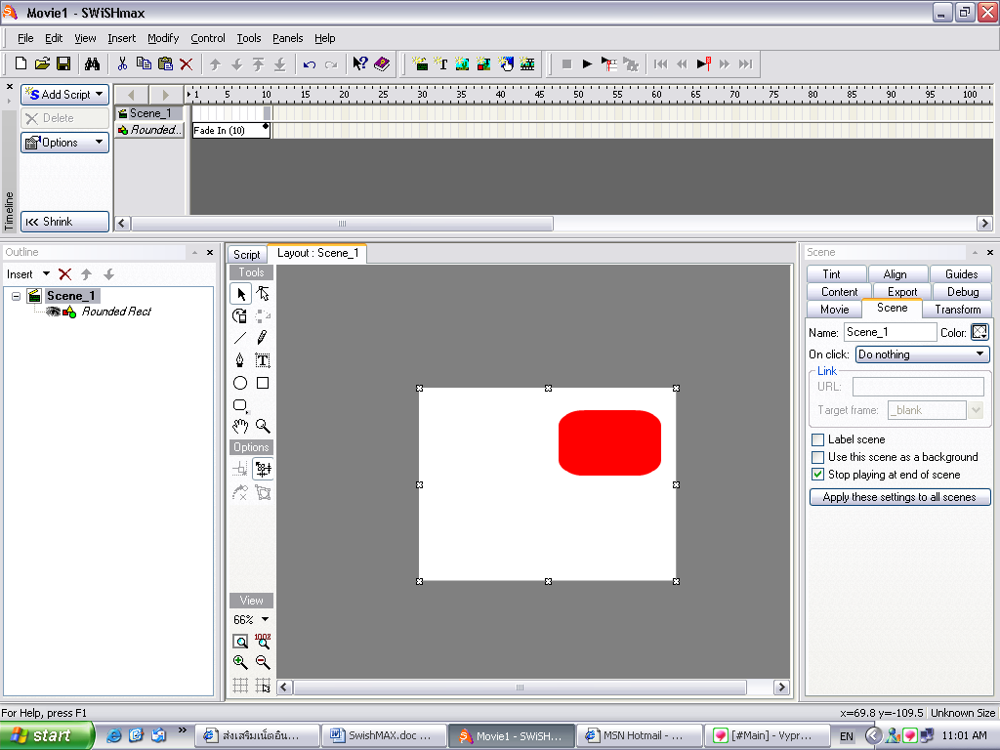 Movie1 - SWiSHmax
File Edit View Insert Modify Control Tools Panels Help
Add Script
1 5 10 15 20 25 30 35 40 45 50 55 60 65 70 75 80 85 90 95 100
Delete
Scene_1
Rounded...
Fade In (10)
Options
Shrink
Timeline
Outline
Insert
Scene_1
Rounded Rect
Script
Layout : Scene_1
Tools
Options
View
66%
100%
Scene
Tint Align Guides
Content Export Debug
Movie Scene Transform
Name: Scene_1 Color:
On click: Do nothing
Link
URL:
Target frame: _blank
Label scene
Use this scene as a background
Stop playing at end of scene
Apply these settings to all scenes
For Help, press F1
x=69.8 y=-109.5 Unknown Size
start
ส่งเสริมเน็ตอิน...
SwishMAX.doc ...
Movie1 - SWiSH...
MSN Hotmail - ...
[#Main] - Vypr...
EN
11:01 AM